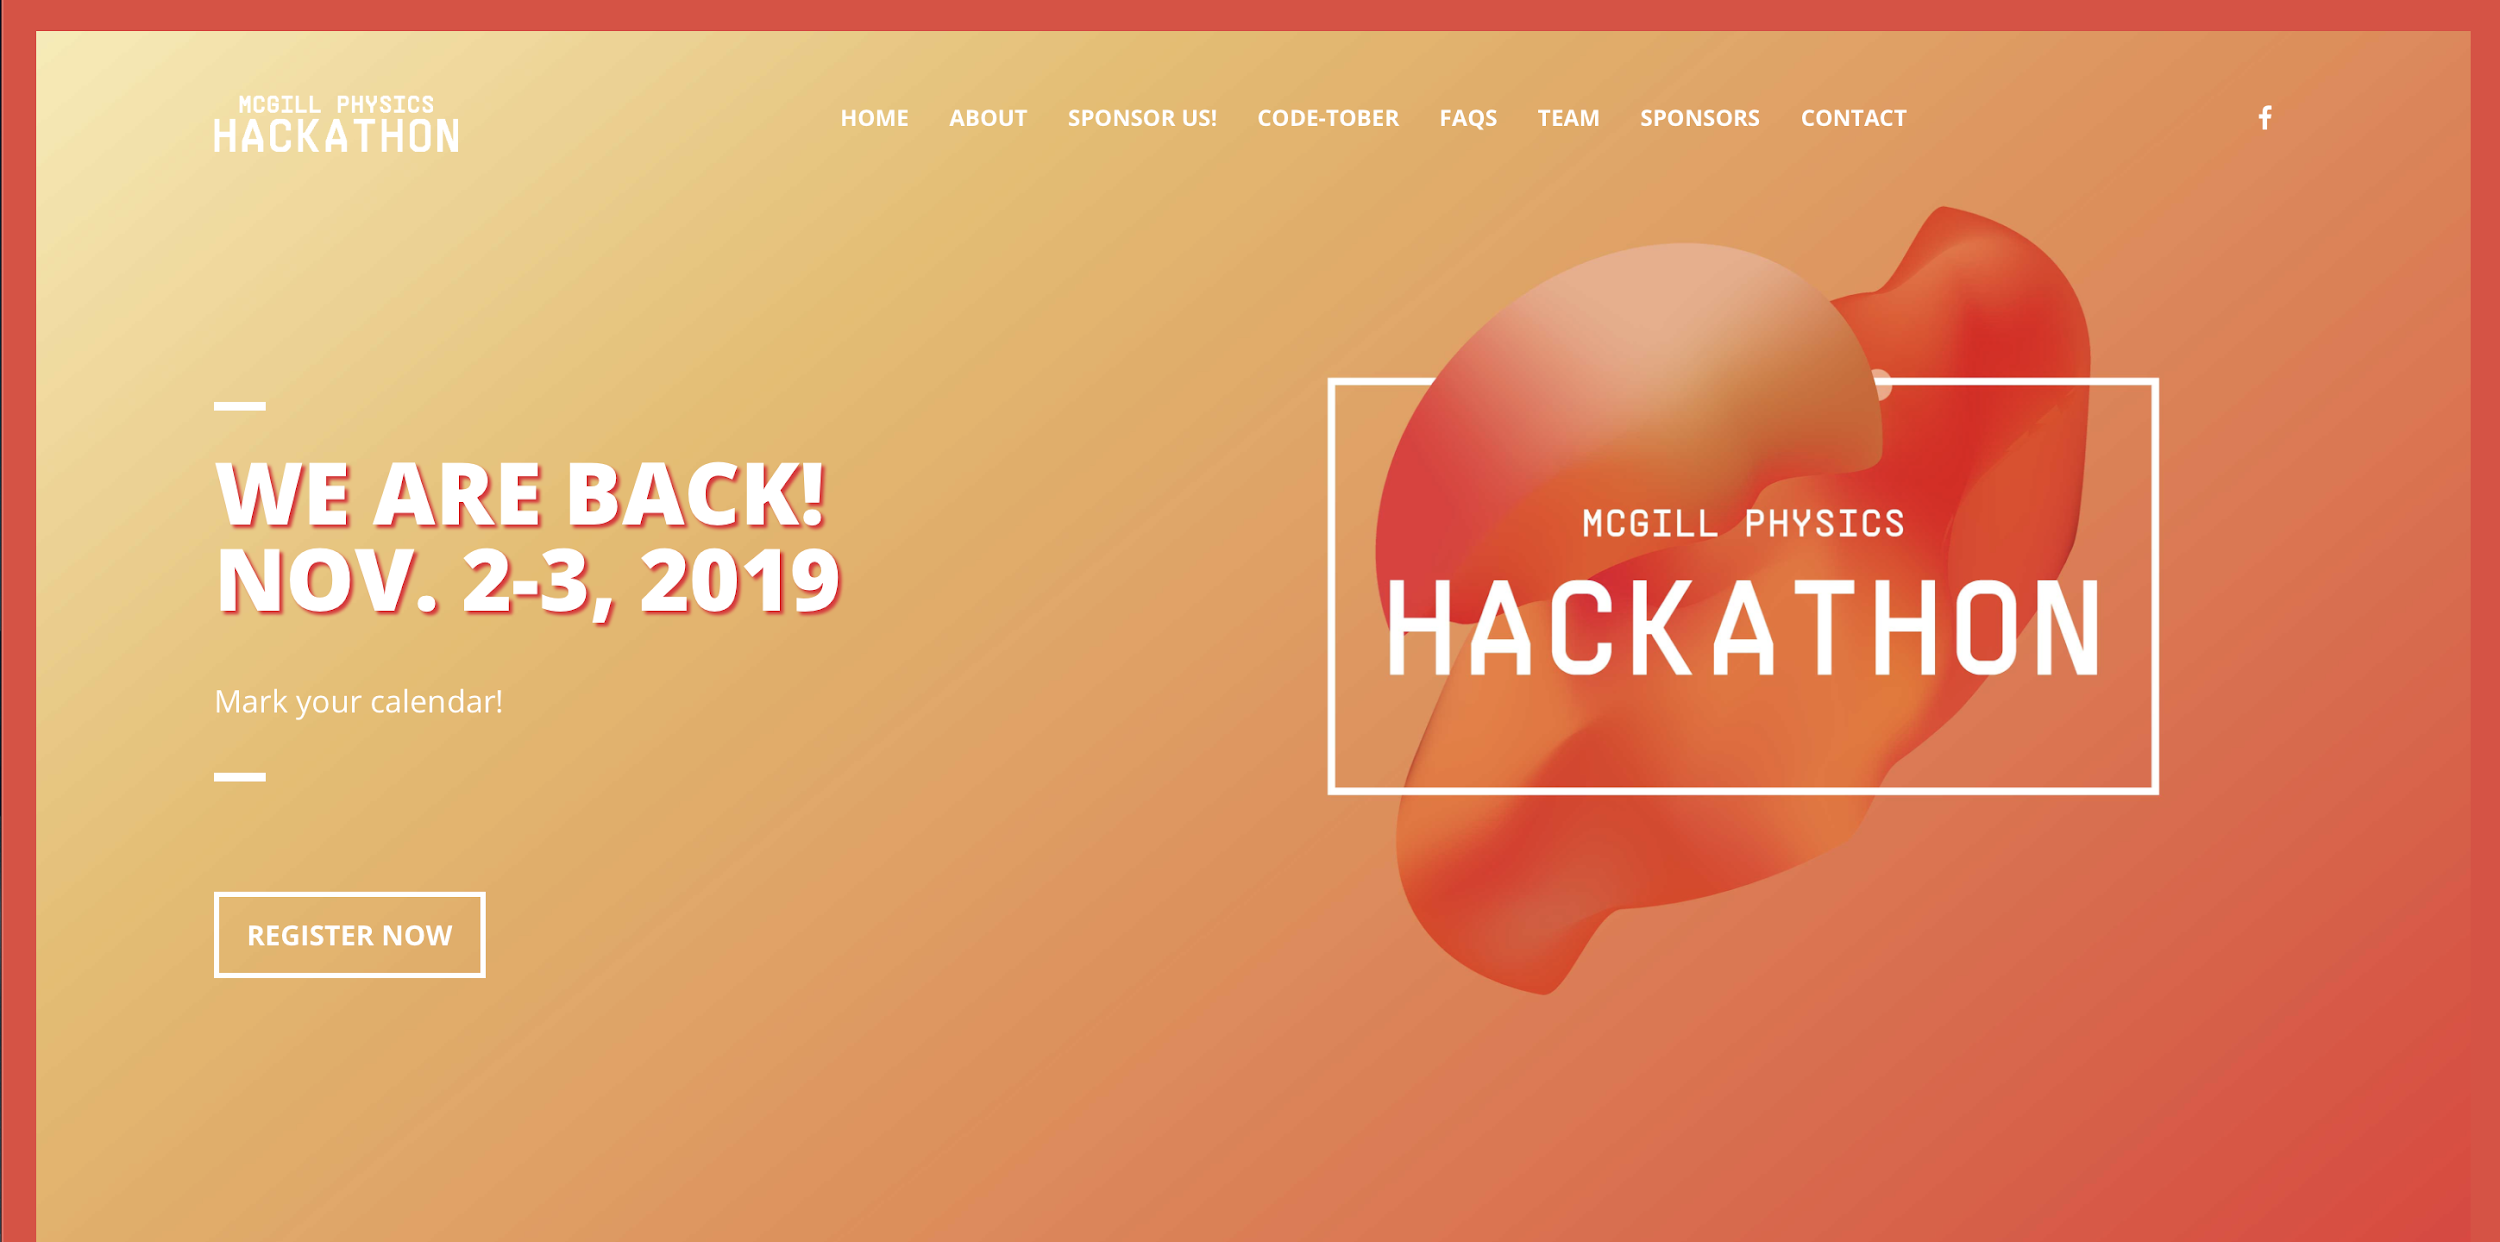 MCGILL PHYSICS
HACKATHON
HOME ABOUT SPONSOR US! CODE-TOBER FAQS TEAM SPONSORS CONTACT
WE ARE BACK!
NOV. 2-3, 2019
Mark your calendar!
REGISTER NOW
MCGILL PHYSICS
HACKATHON